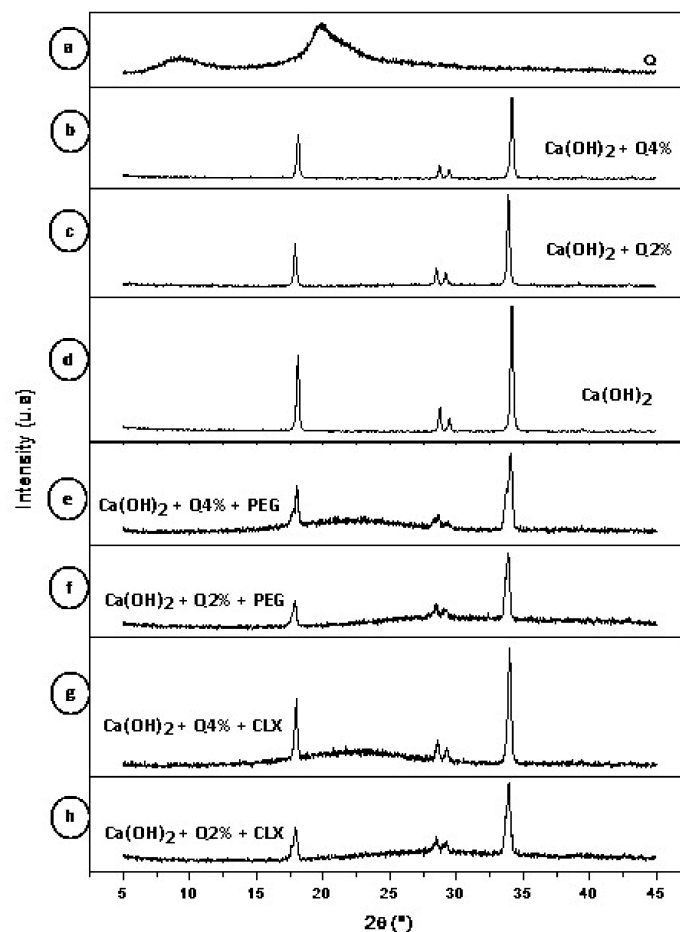 a
Q
b
Ca(OH)2 + Q4%
c
Ca(OH)2 + Q2%
d
Ca(OH)2
e
Ca(OH)2 + Q4% + PEG
f
Ca(OH)2 + Q2% + PEG
g
Ca(OH)2 + Q4% + CLX
h
Ca(OH)2 + Q2% + CLX
Intensity (u.a)
5 10 15 20 25 30 35 40 45
2θ (°)